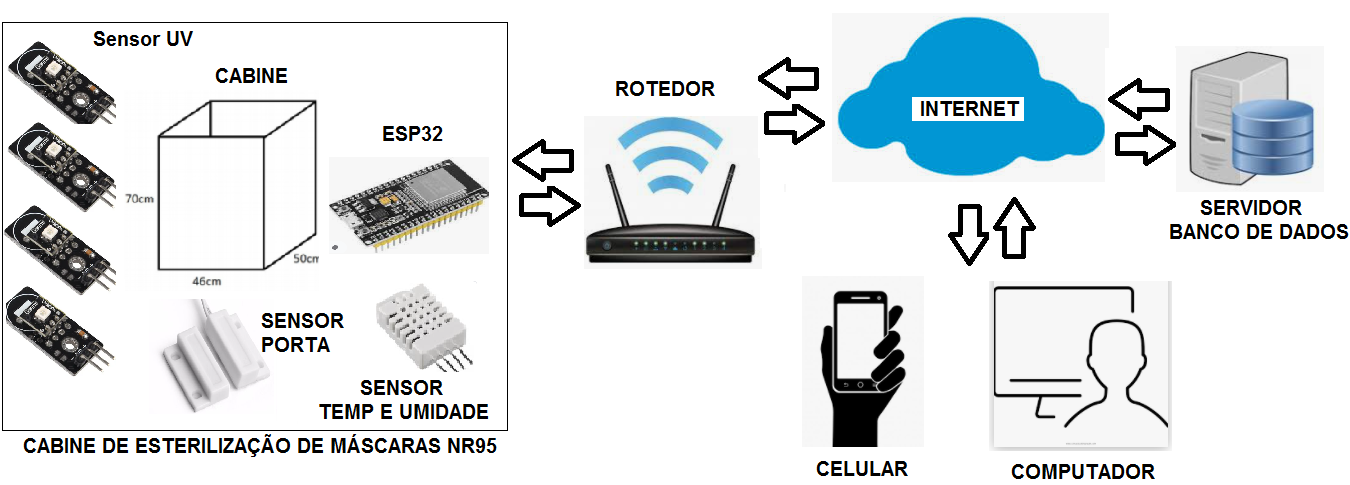 Sensor UV
CABINE
ESP32
70cm
50cm
46cm
SENSOR
PORTA
SENSOR
TEMP E UMIDADE
CABINE DE ESTERILIZAÇÃO DE MÁSCARAS NR95
ROTEDOR
INTERNET
SERVIDOR
BANCO DE DADOS
CELULAR
COMPUTADOR